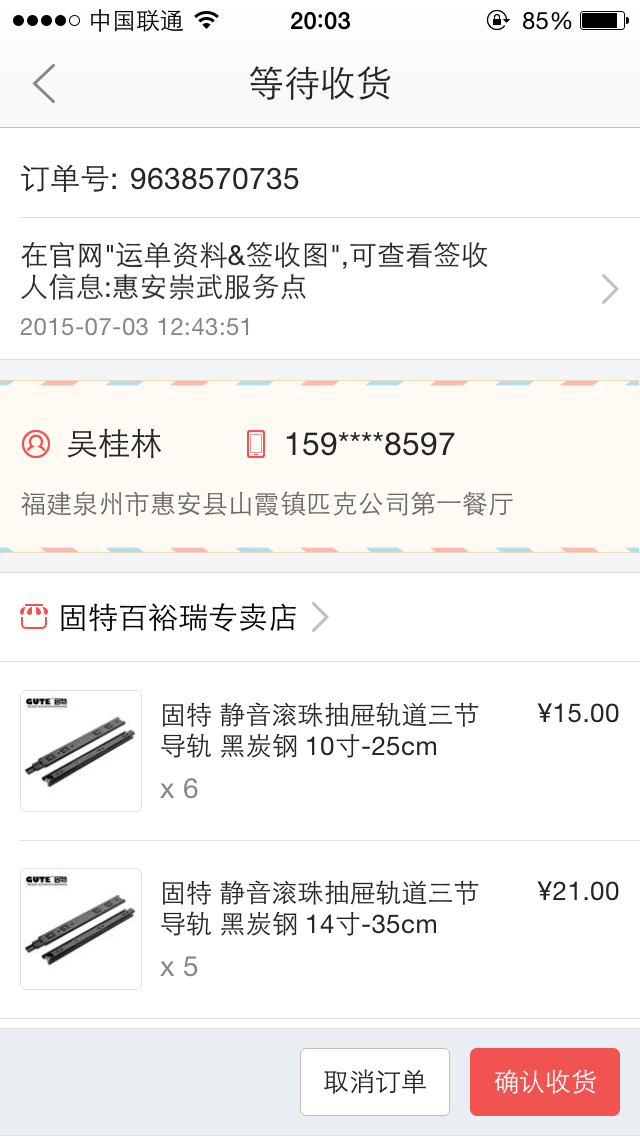 中国联通 20:03 85%
等待收货
订单号: 9638570735
在官网"运单资料&签收图",可查看签收
人信息:惠安崇武服务点
2015-07-03 12:43:51
吴桂林 159****8597
福建泉州市惠安县山霞镇匹克公司第一餐厅
固特百裕瑞专卖店
GUTE 固特
固特 静音滚珠抽屉轨道三节 ¥15.00
导轨 黑炭钢 10寸-25cm
x 6
GUTE 固特
固特 静音滚珠抽屉轨道三节 ¥21.00
导轨 黑炭钢 14寸-35cm
x 5
取消订单 确认收货